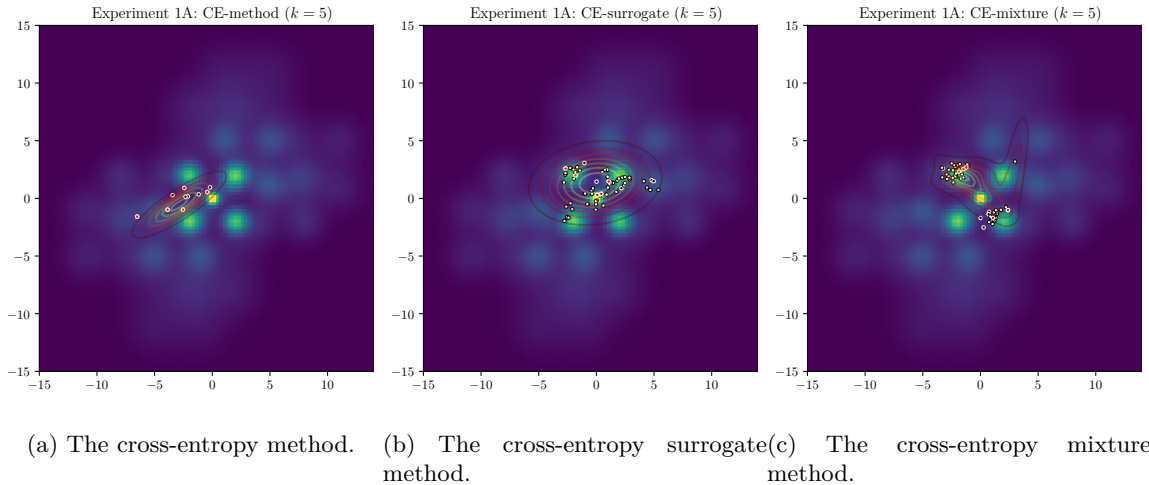 Experiment 1A: CE-method (k = 5)
15
10
5
0
−5
−10
−15
−15 −10 −5 0 5 10
Experiment 1A: CE-surrogate (k = 5)
15
10
5
0
−5
−10
−15
−15 −10 −5 0 5 10
Experiment 1A: CE-mixture (k = 5)
15
10
5
0
−5
−10
−15
−15 −10 −5 0 5 10
(a) The cross-entropy method.
(b) The cross-entropy surrogate
method.
(c) The cross-entropy mixture
method.